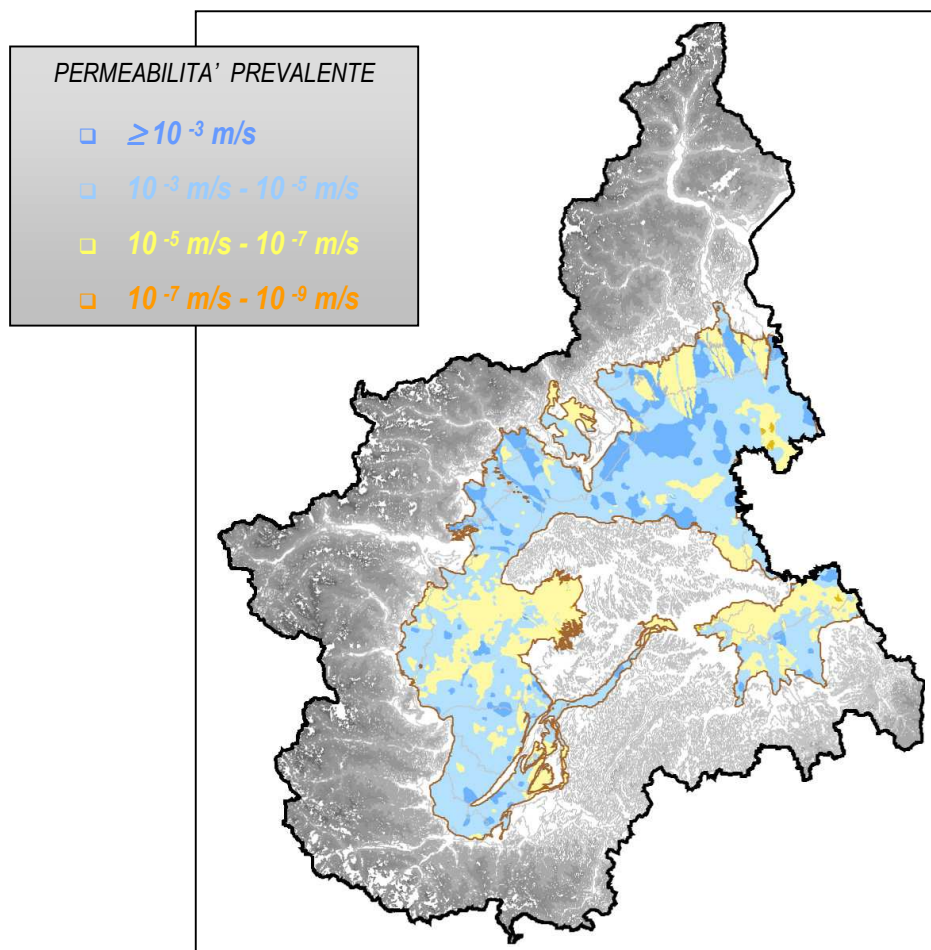 PERMEABILITA' PREVALENTE
≥ 10 -3 m/s
10 -3 m/s - 10 -5 m/s
10 -5 m/s - 10 -7 m/s
10 -7 m/s - 10 -9 m/s